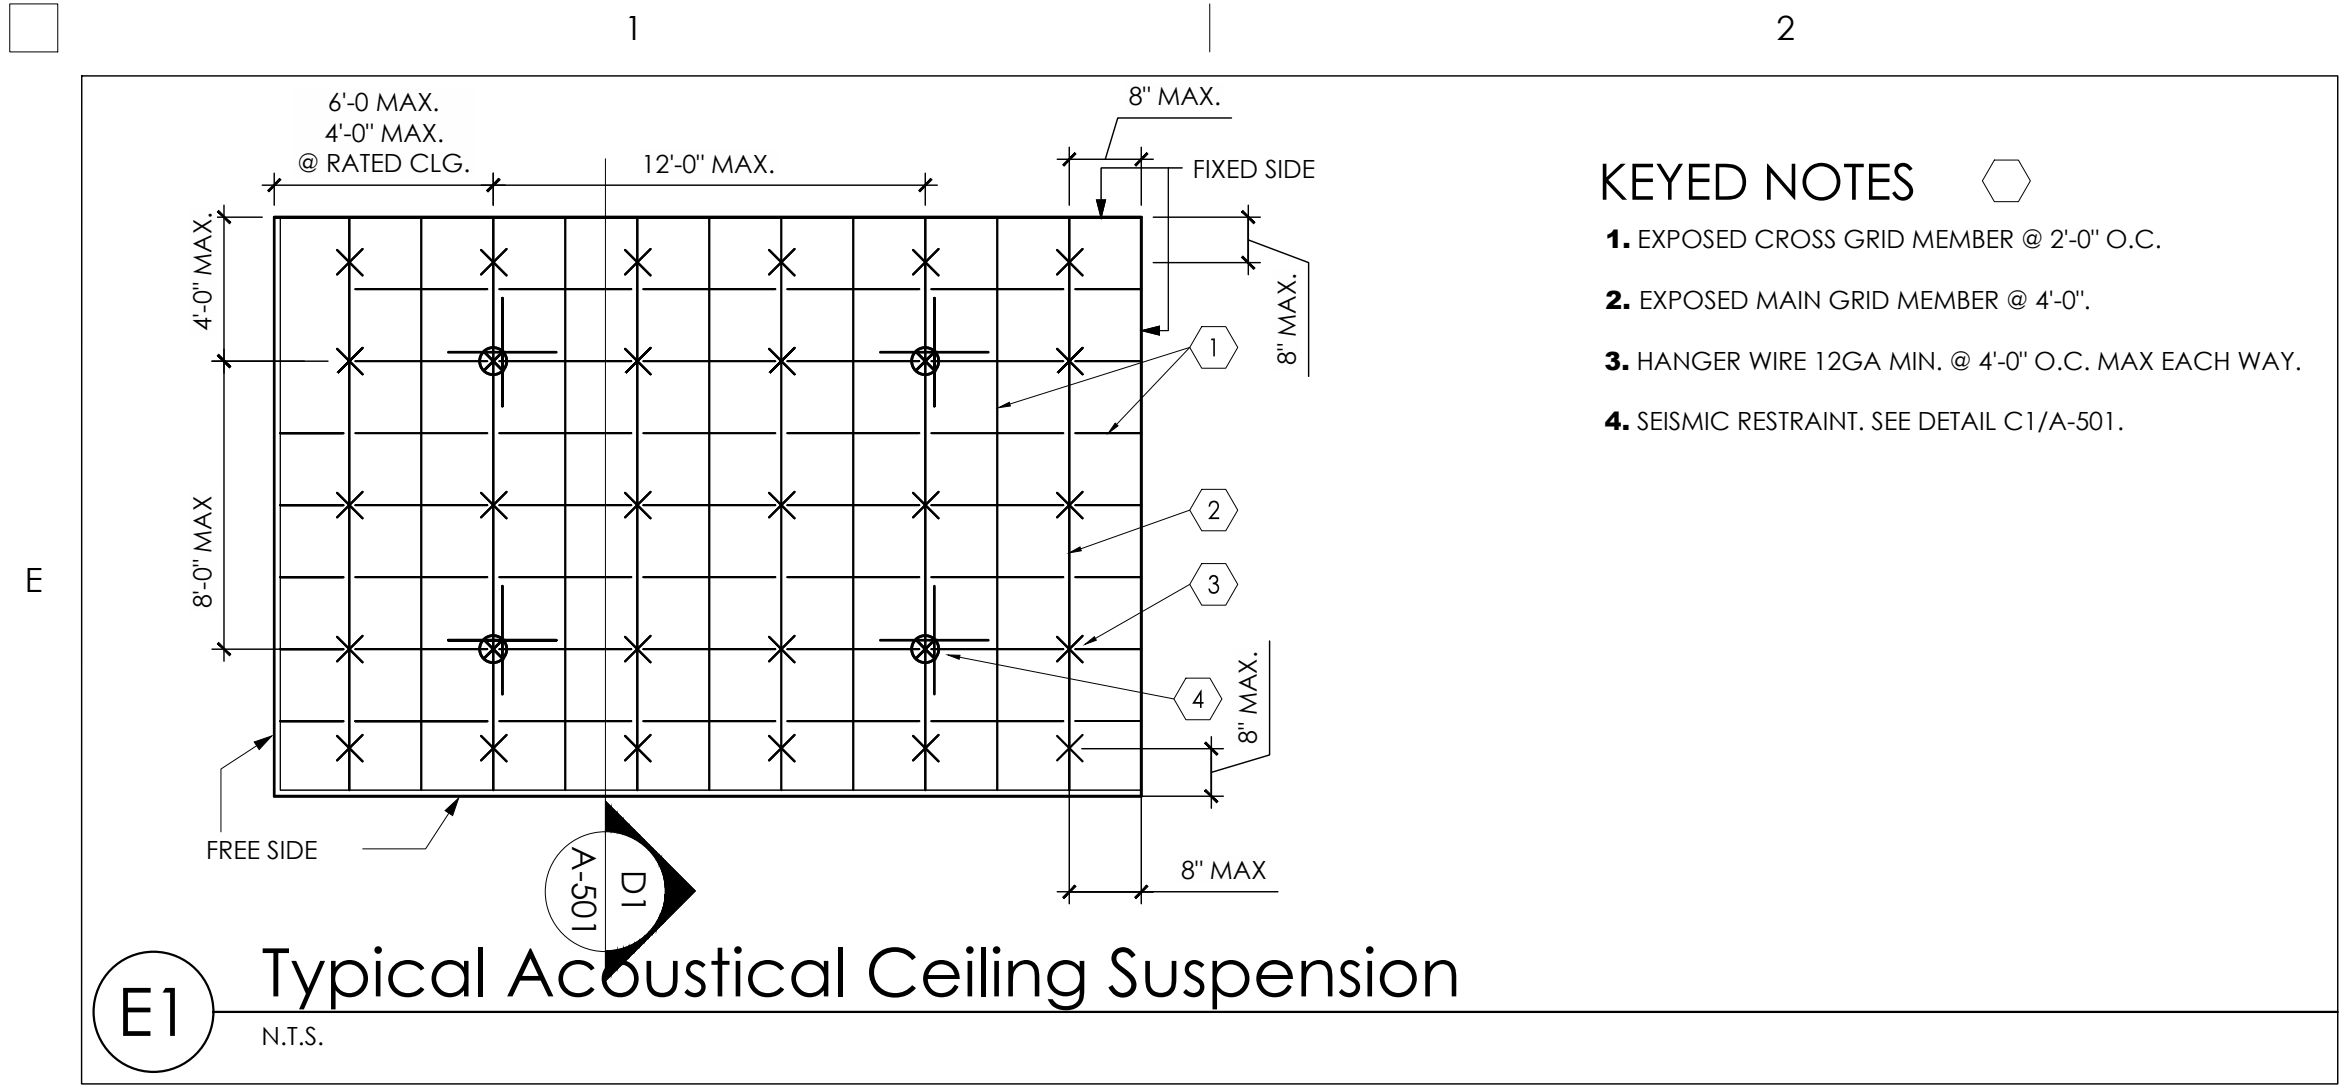 1
2
6'-0 MAX.
4'-0" MAX.
@ RATED CLG.
12'-0" MAX.
8" MAX.
FIXED SIDE
4'-0" MAX.
8" MAX.
8'-0" MAX
1
2
3
4
8" MAX.
8" MAX
FREE SIDE
D1
A-501
E
KEYED NOTES
1. EXPOSED CROSS GRID MEMBER @ 2'-0" O.C.
2. EXPOSED MAIN GRID MEMBER @ 4'-0".
3. HANGER WIRE 12GA MIN. @ 4'-0" O.C. MAX EACH WAY.
4. SEISMIC RESTRAINT. SEE DETAIL C1/A-501.
E1
Typical Acoustical Ceiling Suspension
N.T.S.